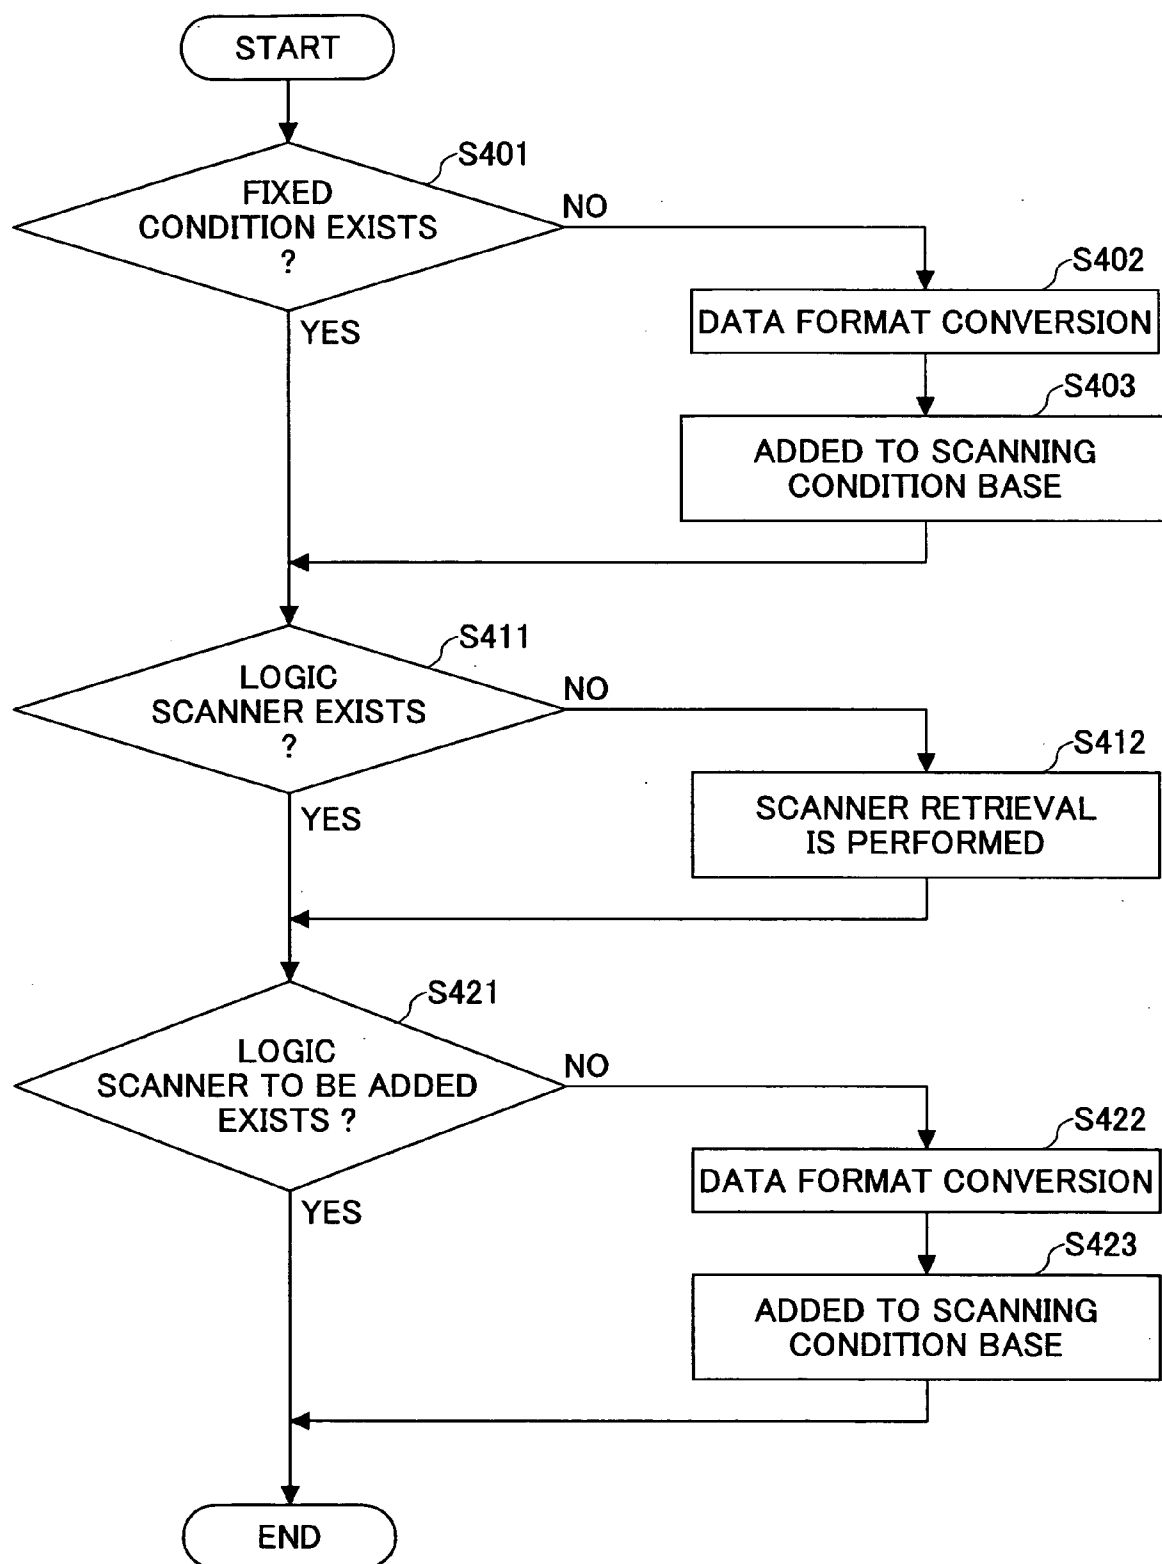 START
S401
FIXED
CONDITION EXISTS
?
NO
YES
S402
DATA FORMAT CONVERSION
S403
ADDED TO SCANNING
CONDITION BASE
S411
LOGIC
SCANNER EXISTS
?
NO
YES
S412
SCANNER RETRIEVAL
IS PERFORMED
S421
LOGIC
SCANNER TO BE ADDED
EXISTS ?
NO
YES
S422
DATA FORMAT CONVERSION
S423
ADDED TO SCANNING
CONDITION BASE
END